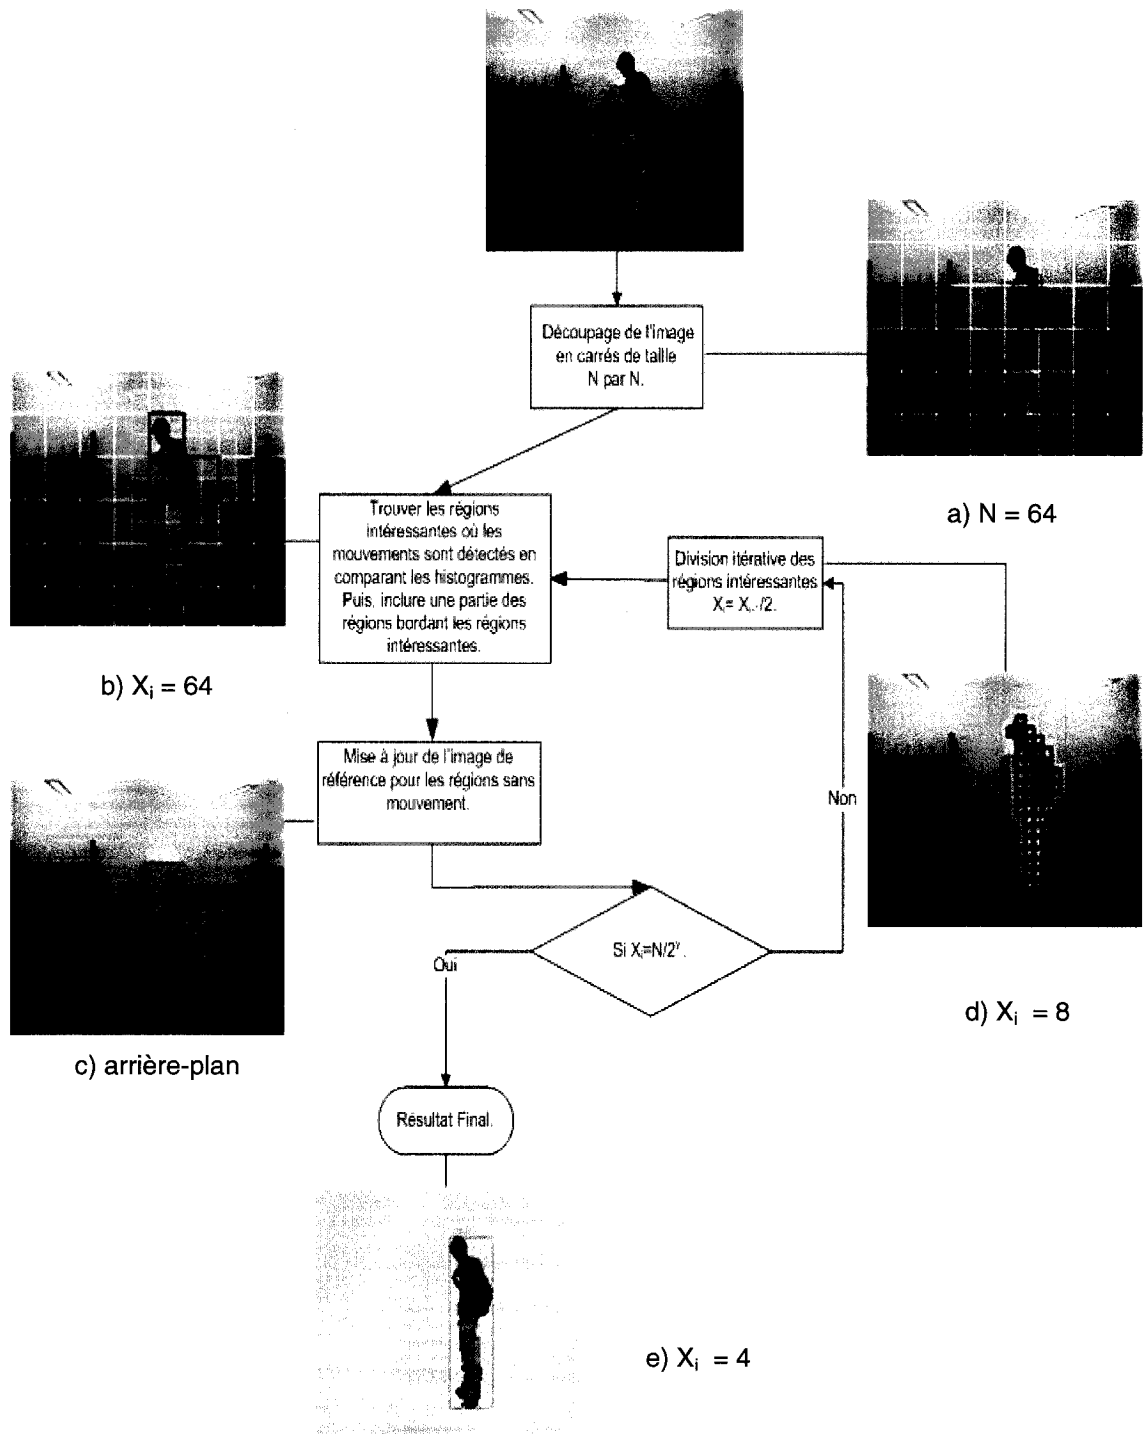 Découpage de l'image
en carrés de taille
N par N.
a) N = 64
Trouver les régions
intéressantes où les
mouvements sont détectés en
comparant les histogrammes.
Puis, inclure une partie des
régions bordant les régions
intéressantes.
Division itérative des
régions intéressantes
b) Xᵢ = 64
Mise à jour de l'image de
référence pour les régions sans
mouvement.
Non
Si Xᵢ=N/2ʸ.
Oui
d) Xᵢ = 8
c) arrière-plan
Résultat Final.
e) Xᵢ = 4